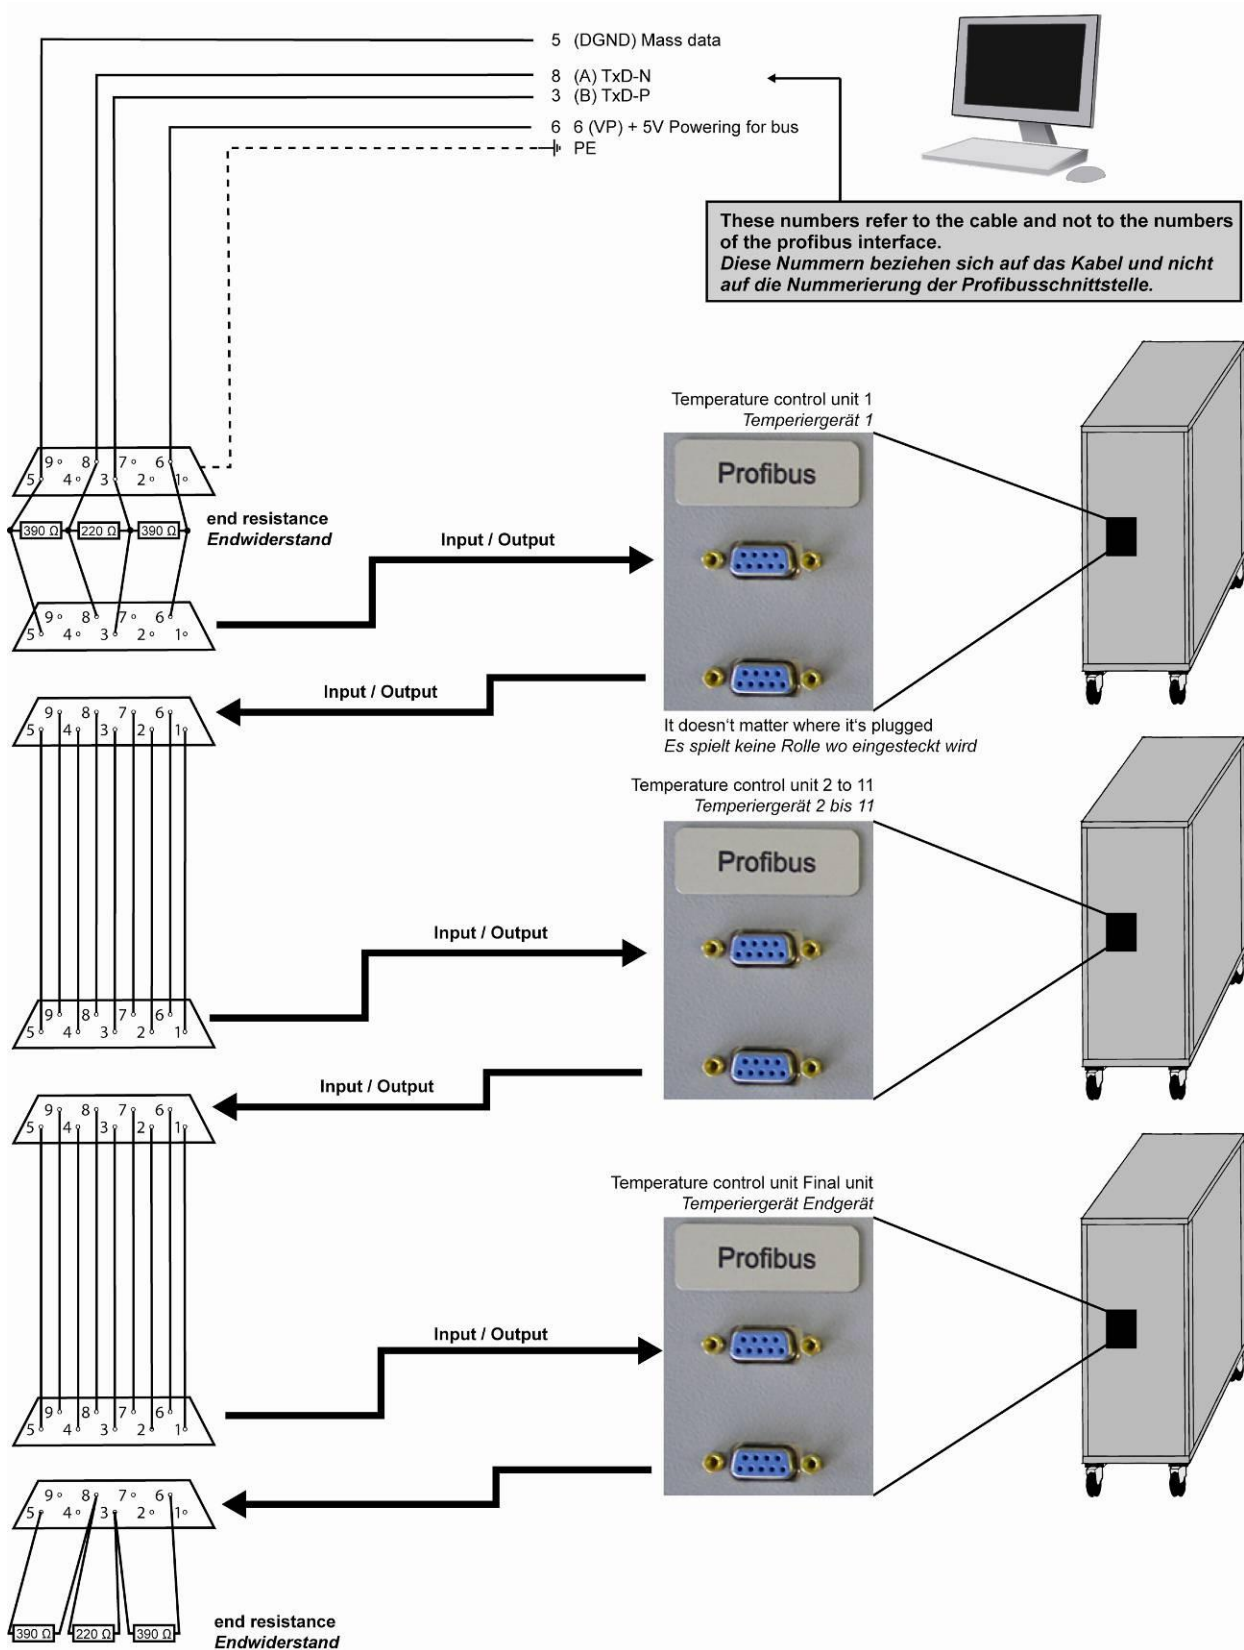 5 (DGND) Mass data
8 (A) TxD-N
3 (B) TxD-P
6 6 (VP) + 5V Powering for bus
PE
These numbers refer to the cable and not to the numbers
of the profibus interface.
Diese Nummern beziehen sich auf das Kabel und nicht
auf die Nummerierung der Profibusschnittstelle.
Temperature control unit 1
Temperiergerät 1
Profibus
9 8 7 6
5 4 3 2 1
390 Ω 220 Ω 390 Ω
end resistance
Endwiderstand
Input / Output
9 8 7 6
5 4 3 2 1
Input / Output
9 8 7 6
5 4 3 2 1
It doesn't matter where it's plugged
Es spielt keine Rolle wo eingesteckt wird
Temperature control unit 2 to 11
Temperiergerät 2 bis 11
Profibus
Input / Output
9 8 7 6
5 4 3 2 1
Input / Output
9 8 7 6
5 4 3 2 1
Temperature control unit Final unit
Temperiergerät Endgerät
Profibus
Input / Output
9 8 7 6
5 4 3 2 1
9 8 7 6
5 4 3 2 1
390 Ω 220 Ω 390 Ω
end resistance
Endwiderstand